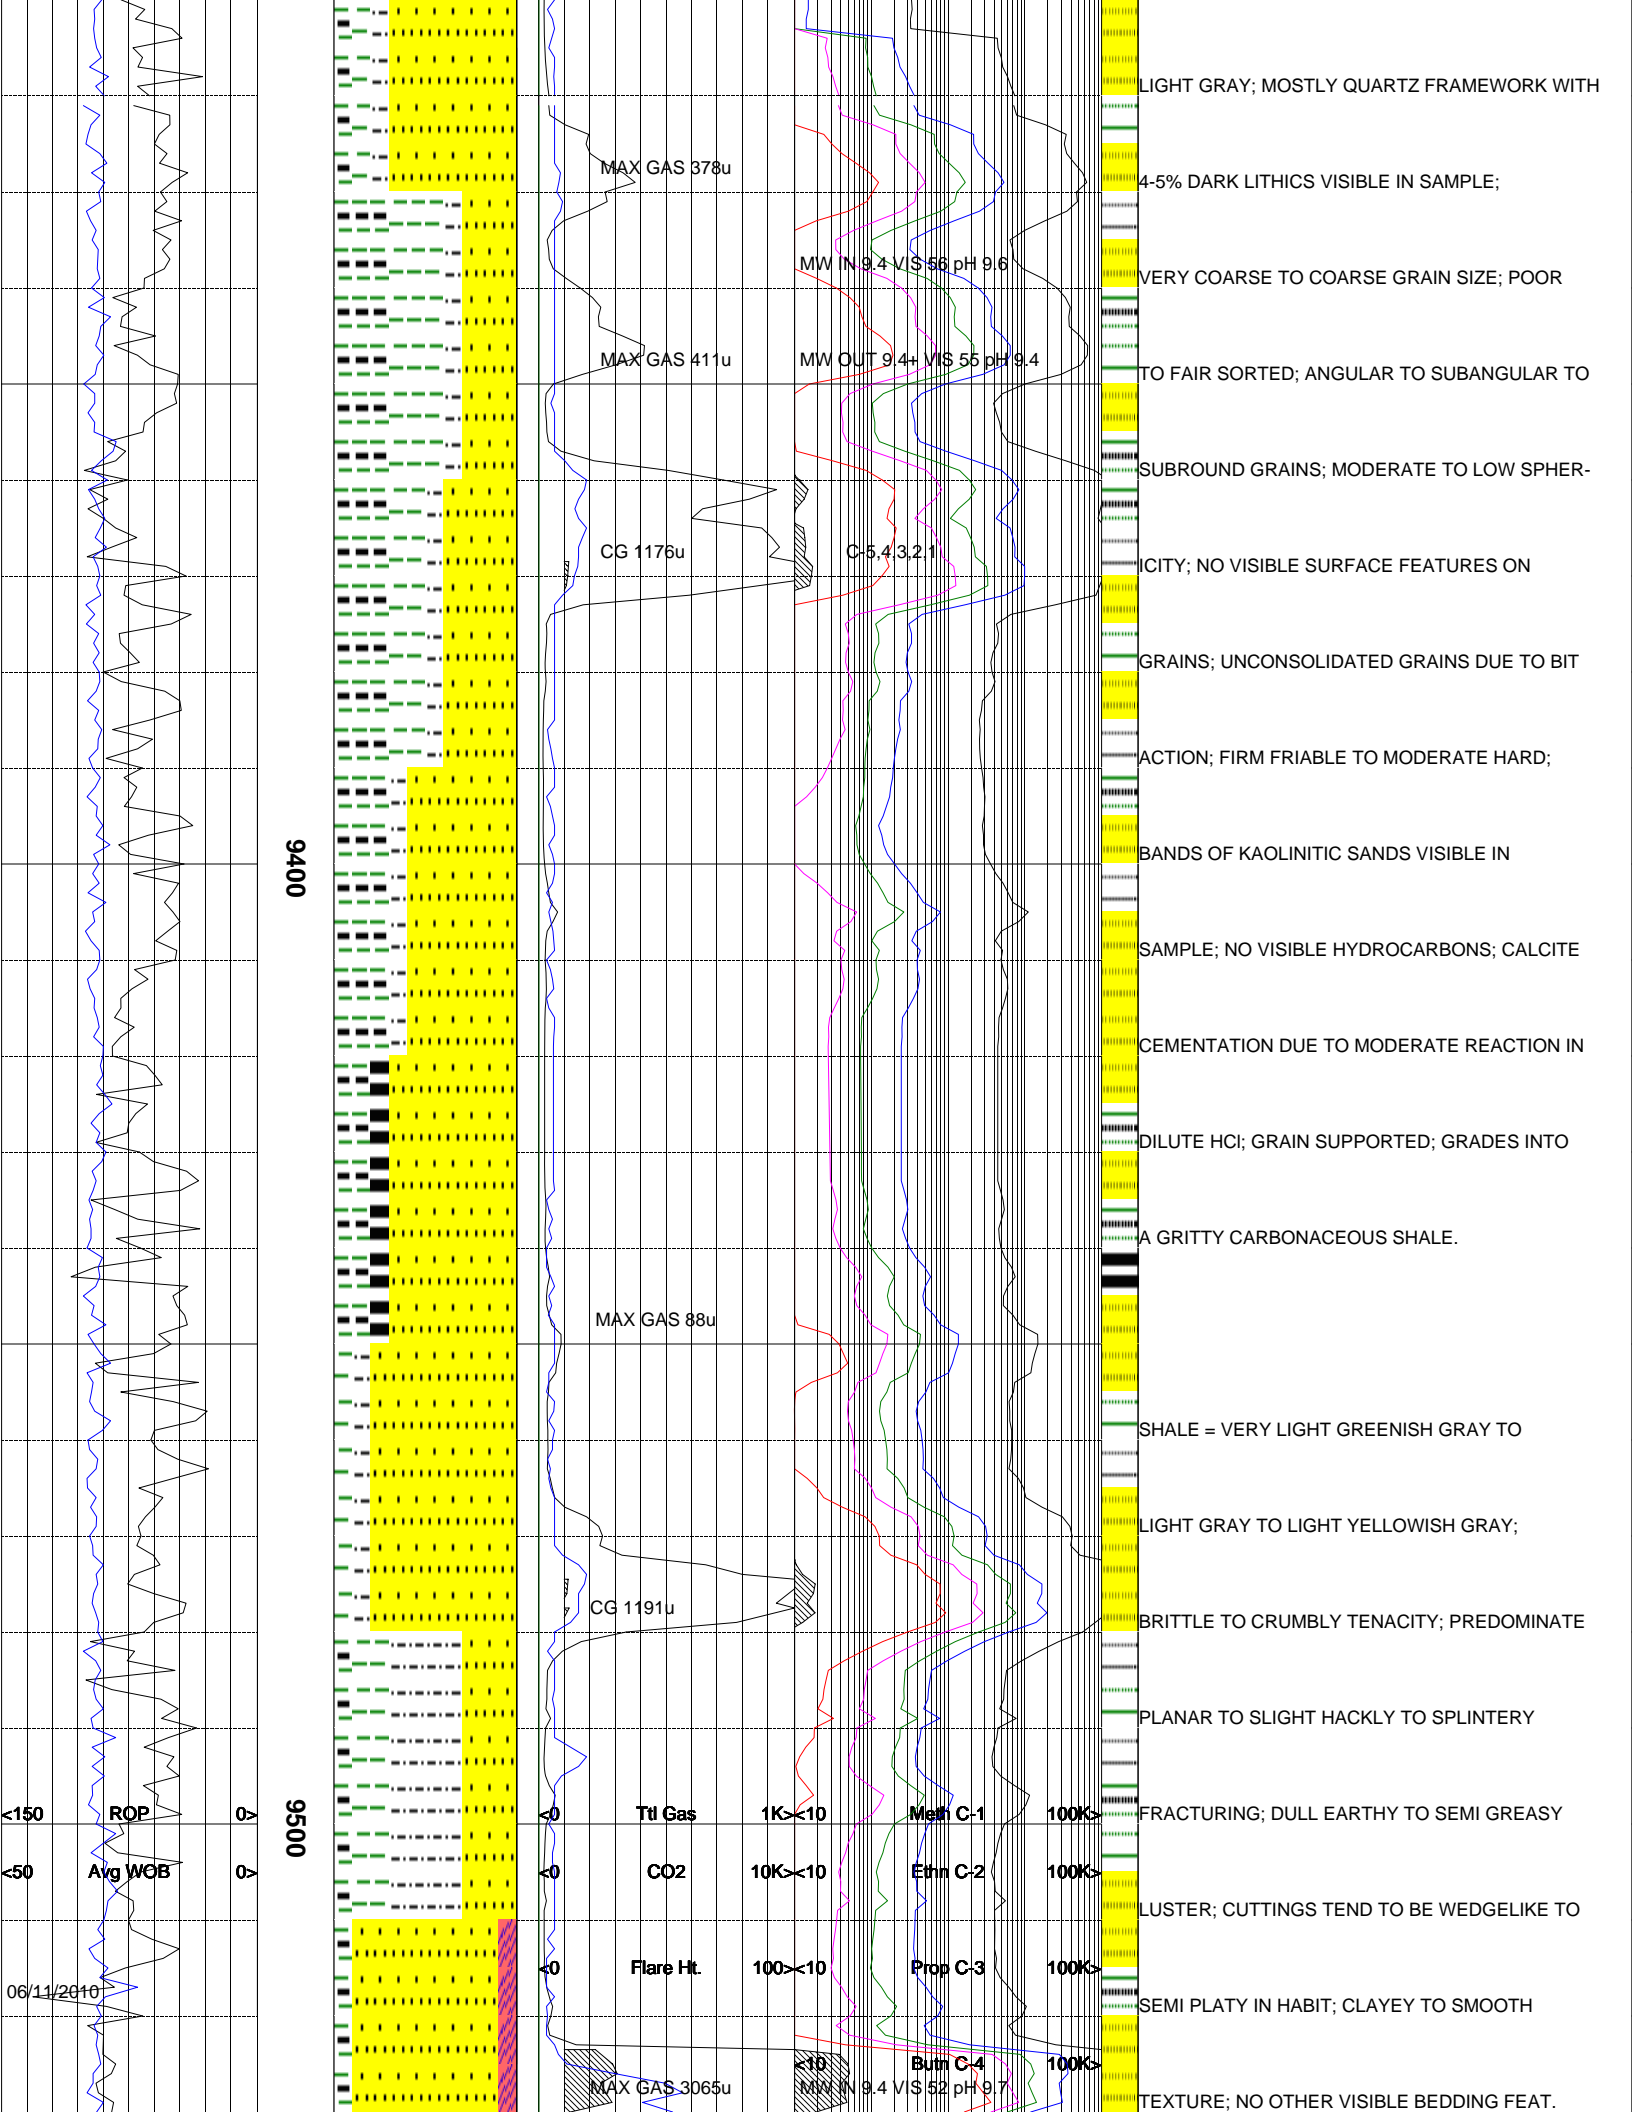 LIGHT GRAY; MOSTLY QUARTZ FRAMEWORK WITH
MAX GAS 378u
4-5% DARK LITHICS VISIBLE IN SAMPLE;
MW IN 9.4 VIS 56 pH 9.6
VERY COARSE TO COARSE GRAIN SIZE; POOR
MAX GAS 411u
MW OUT 9.4+ VIS 55 pH 9.4
TO FAIR SORTED; ANGULAR TO SUBANGULAR TO
SUBROUND GRAINS; MODERATE TO LOW SPHER-
CG 1176u
C-5,4,3,2,1
ICITY; NO VISIBLE SURFACE FEATURES ON
GRAINS; UNCONSOLIDATED GRAINS DUE TO BIT
ACTION; FIRM FRIABLE TO MODERATE HARD;
9400
BANDS OF KAOLINITIC SANDS VISIBLE IN
SAMPLE; NO VISIBLE HYDROCARBONS; CALCITE
CEMENTATION DUE TO MODERATE REACTION IN
DILUTE HCl; GRAIN SUPPORTED; GRADES INTO
A GRITTY CARBONACEOUS SHALE.
MAX GAS 88u
SHALE = VERY LIGHT GREENISH GRAY TO
LIGHT GRAY TO LIGHT YELLOWISH GRAY;
CG 1191u
BRITTLE TO CRUMBLY TENACITY; PREDOMINATE
PLANAR TO SLIGHT HACKLY TO SPLINTERY
<150 ROP 0>
9500
<0 Ttl Gas 1K>
<10 Meth C-1 100K>
FRACTURING; DULL EARTHY TO SEMI GREASY
<50 Avg WOB 0>
<0 CO2 10K>
<10 Ethn C-2 100K>
LUSTER; CUTTINGS TEND TO BE WEDGELIKE TO
<0 Flare Ht. 100>
<10 Prop C-3 100K>
06/11/2010
SEMI PLATY IN HABIT; CLAYEY TO SMOOTH
<10 Butn C-4 100K>
MAX GAS 3065u
MW IN 9.4 VIS 52 pH 9.7
TEXTURE; NO OTHER VISIBLE BEDDING FEAT.